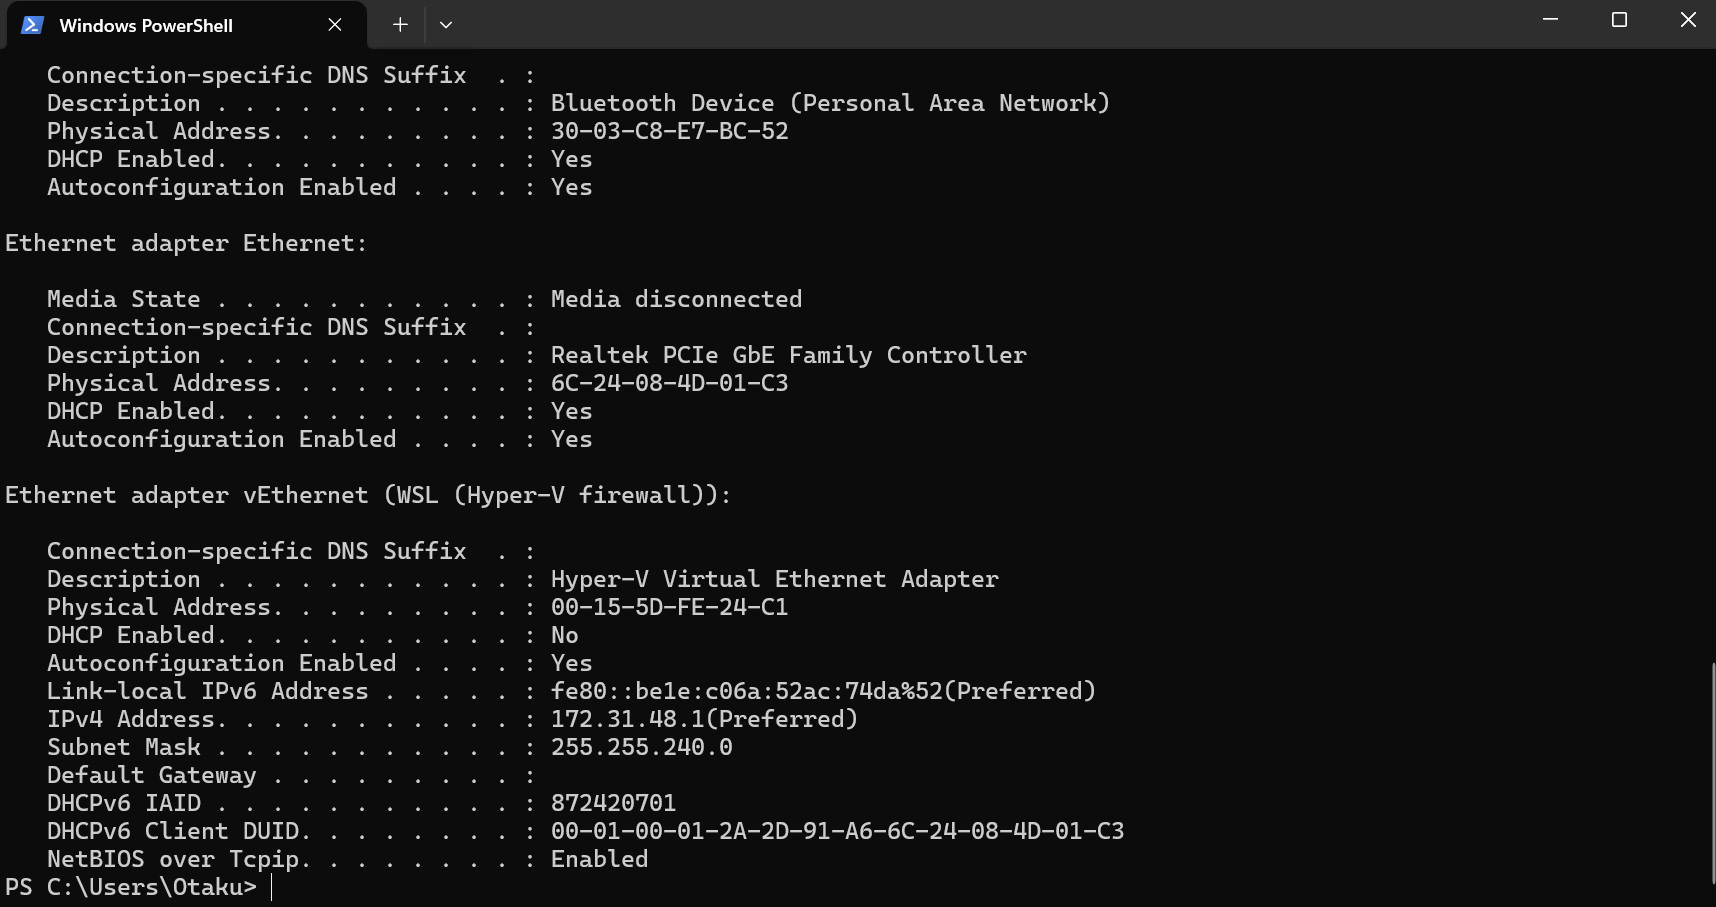 Windows PowerShell
   Connection-specific DNS Suffix  . :
   Description . . . . . . . . . . . : Bluetooth Device (Personal Area Network)
   Physical Address. . . . . . . . . : 30-03-C8-E7-BC-52
   DHCP Enabled. . . . . . . . . . . : Yes
   Autoconfiguration Enabled . . . . : Yes

Ethernet adapter Ethernet:

   Media State . . . . . . . . . . . : Media disconnected
   Connection-specific DNS Suffix  . :
   Description . . . . . . . . . . . : Realtek PCIe GbE Family Controller
   Physical Address. . . . . . . . . : 6C-24-08-4D-01-C3
   DHCP Enabled. . . . . . . . . . . : Yes
   Autoconfiguration Enabled . . . . : Yes

Ethernet adapter vEthernet (WSL (Hyper-V firewall)):

   Connection-specific DNS Suffix  . :
   Description . . . . . . . . . . . : Hyper-V Virtual Ethernet Adapter
   Physical Address. . . . . . . . . : 00-15-5D-FE-24-C1
   DHCP Enabled. . . . . . . . . . . : No
   Autoconfiguration Enabled . . . . : Yes
   Link-local IPv6 Address . . . . . : fe80::be1e:c06a:52ac:74da%52(Preferred)
   IPv4 Address. . . . . . . . . . . : 172.31.48.1(Preferred)
   Subnet Mask . . . . . . . . . . . : 255.255.240.0
   Default Gateway . . . . . . . . . :
   DHCPv6 IAID . . . . . . . . . . . : 872420701
   DHCPv6 Client DUID. . . . . . . . : 00-01-00-01-2A-2D-91-A6-6C-24-08-4D-01-C3
   NetBIOS over Tcpip. . . . . . . . : Enabled
PS C:\Users\Otaku>